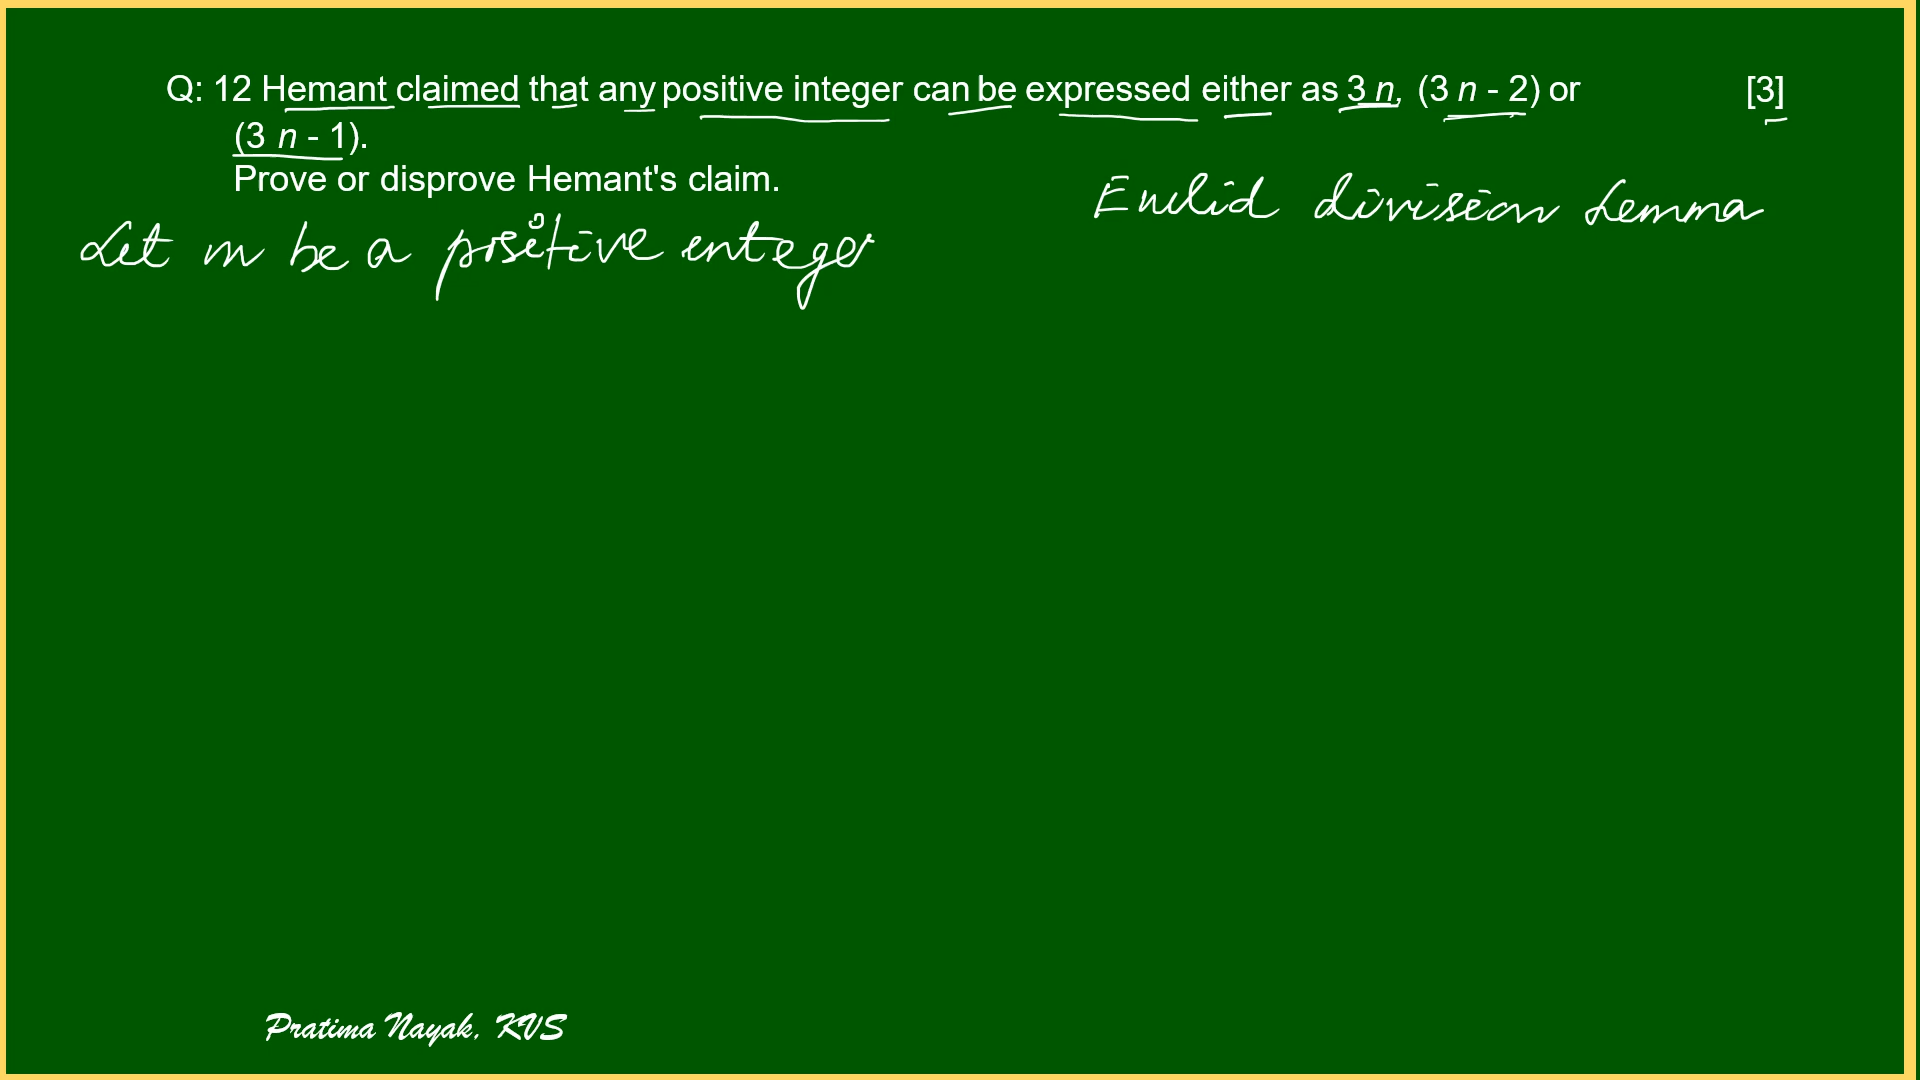 Q: 12 Hemant claimed that any positive integer can be expressed either as 3 n, (3 n - 2) or [3]
(3 n - 1).
Prove or disprove Hemant's claim.
Euclid division Lemma
Let m be a positive enteger
Pratima Nayak, KVS